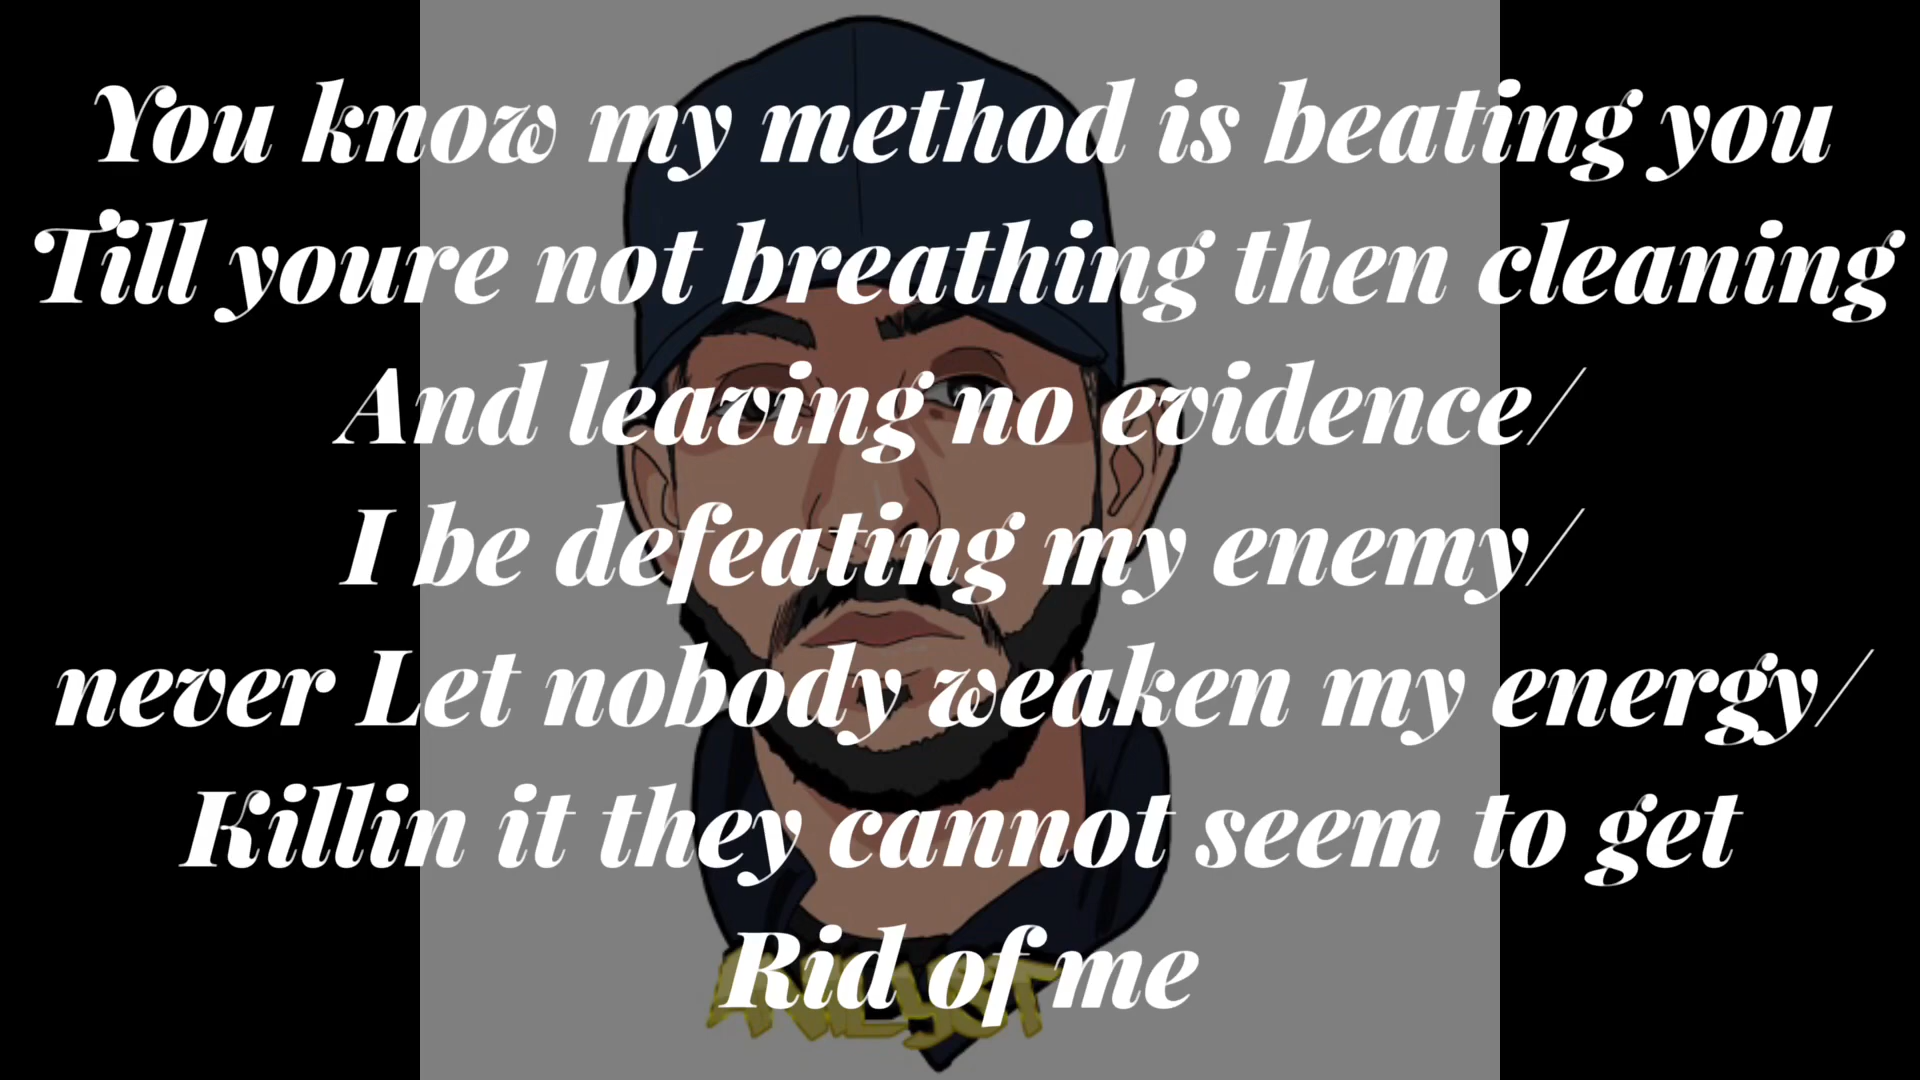 You know my method is beating you
Till youre not breathing then cleaning
And leaving no evidence/
I be defeating my enemy/
never Let nobody weaken my energy/
Killin it they cannot seem to get
Rid of me